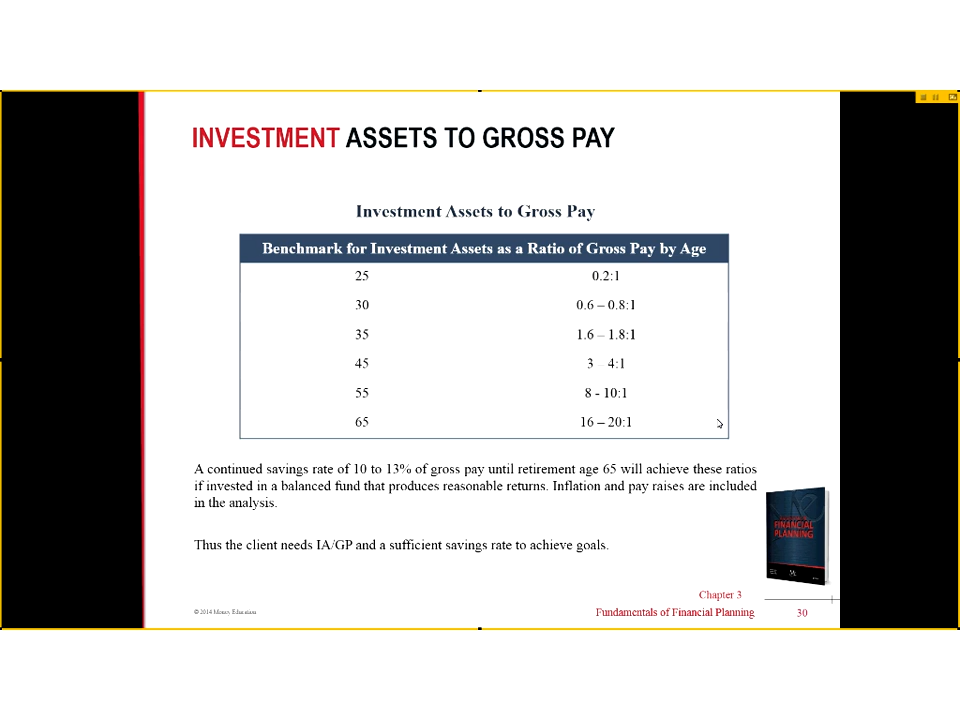 INVESTMENT ASSETS TO GROSS PAY
Investment Assets to Gross Pay
Benchmark for Investment Assets as a Ratio of Gross Pay by Age
25 0.2:1
30 0.6 – 0.8:1
35 1.6 – 1.8:1
45 3 – 4:1
55 8 - 10:1
65 16 – 20:1
A continued savings rate of 10 to 13% of gross pay until retirement age 65 will achieve these ratios
if invested in a balanced fund that produces reasonable returns. Inflation and pay raises are included
in the analysis.
Thus the client needs IA/GP and a sufficient savings rate to achieve goals.
FINANCIAL
PLANNING
Chapter 3
© 2014 Money Education
Fundamentals of Financial Planning 30